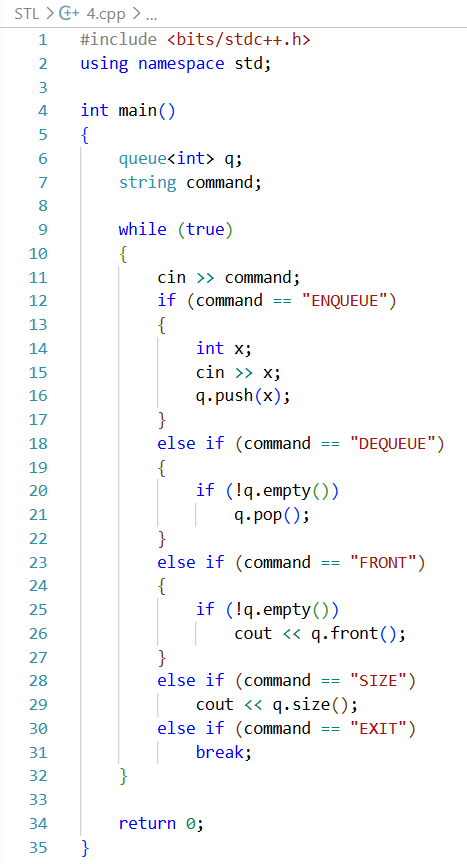 STL > C++ 4.cpp > ...
1 #include <bits/stdc++.h>
2 using namespace std;
3
4 int main()
5 {
6     queue<int> q;
7     string command;
8
9     while (true)
10     {
11         cin >> command;
12         if (command == "ENQUEUE")
13         {
14             int x;
15             cin >> x;
16             q.push(x);
17         }
18         else if (command == "DEQUEUE")
19         {
20             if (!q.empty())
21                 q.pop();
22         }
23         else if (command == "FRONT")
24         {
25             if (!q.empty())
26                 cout << q.front();
27         }
28         else if (command == "SIZE")
29             cout << q.size();
30         else if (command == "EXIT")
31             break;
32     }
33
34     return 0;
35 }